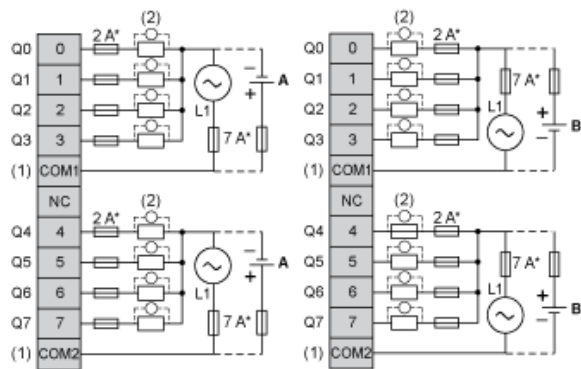 (2)
Q0 0 2 A*
Q1 1 − A
Q2 2 +
L1
Q3 3 7 A*
(1) COM1
NC
(2)
Q4 4 2 A*
Q5 5 − A
Q6 6 +
L1
Q7 7 7 A*
(1) COM2
(2)
Q0 0 2 A*
Q1 1 7 A*
Q2 2 L1 + B
Q3 3 −
(1) COM1
NC
(2)
Q4 4 2 A*
Q5 5 7 A*
Q6 6 L1 + B
Q7 7 −
(1) COM2